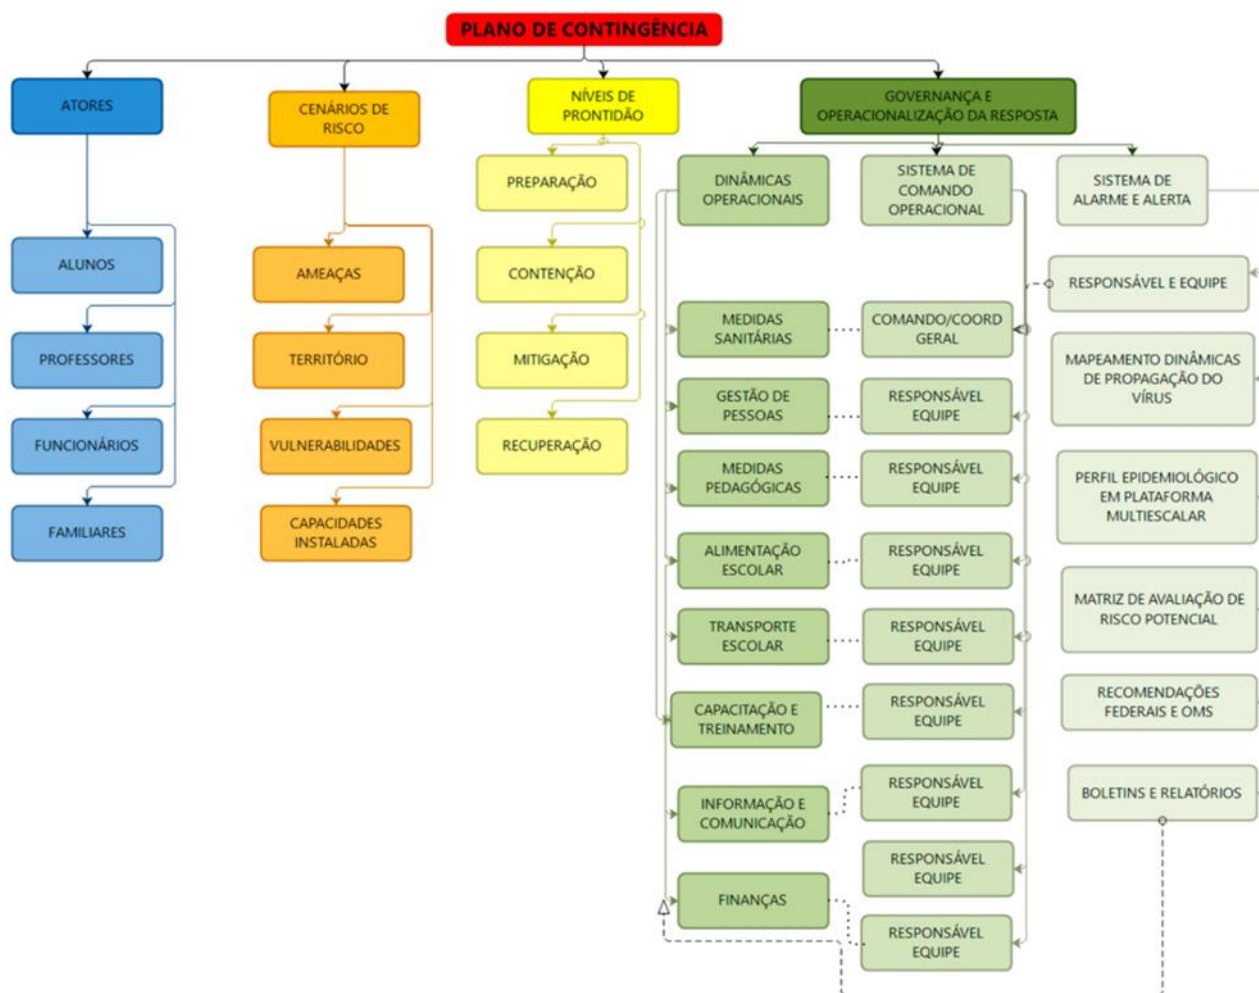 PLANO DE CONTINGÊNCIA
ATORES
CENÁRIOS DE
RISCO
NÍVEIS DE
PRONTIDÃO
GOVERNANÇA E
OPERACIONALIZAÇÃO DA RESPOSTA
ALUNOS
PROFESSORES
FUNCIONÁRIOS
FAMILIARES
AMEAÇAS
TERRITÓRIO
VULNERABILIDADES
CAPACIDADES
INSTALADAS
PREPARAÇÃO
CONTENÇÃO
MITIGAÇÃO
RECUPERAÇÃO
DINÂMICAS
OPERACIONAIS
MEDIDAS
SANITÁRIAS
GESTÃO DE
PESSOAS
MEDIDAS
PEDAGÓGICAS
ALIMENTAÇÃO
ESCOLAR
TRANSPORTE
ESCOLAR
CAPACITAÇÃO E
TREINAMENTO
INFORMAÇÃO E
COMUNICAÇÃO
FINANÇAS
SISTEMA DE
COMANDO
OPERACIONAL
COMANDO/COORD
GERAL
RESPONSÁVEL
EQUIPE
RESPONSÁVEL
EQUIPE
RESPONSÁVEL
EQUIPE
RESPONSÁVEL
EQUIPE
RESPONSÁVEL
EQUIPE
RESPONSÁVEL
EQUIPE
RESPONSÁVEL
EQUIPE
RESPONSÁVEL
EQUIPE
SISTEMA DE
ALARME E ALERTA
RESPONSÁVEL E EQUIPE
MAPEAMENTO DINÂMICAS
DE PROPAGAÇÃO DO
VÍRUS
PERFIL EPIDEMIOLÓGICO
EM PLATAFORMA
MULTIESCALAR
MATRIZ DE AVALIAÇÃO DE
RISCO POTENCIAL
RECOMENDAÇÕES
FEDERAIS E OMS
BOLETINS E RELATÓRIOS